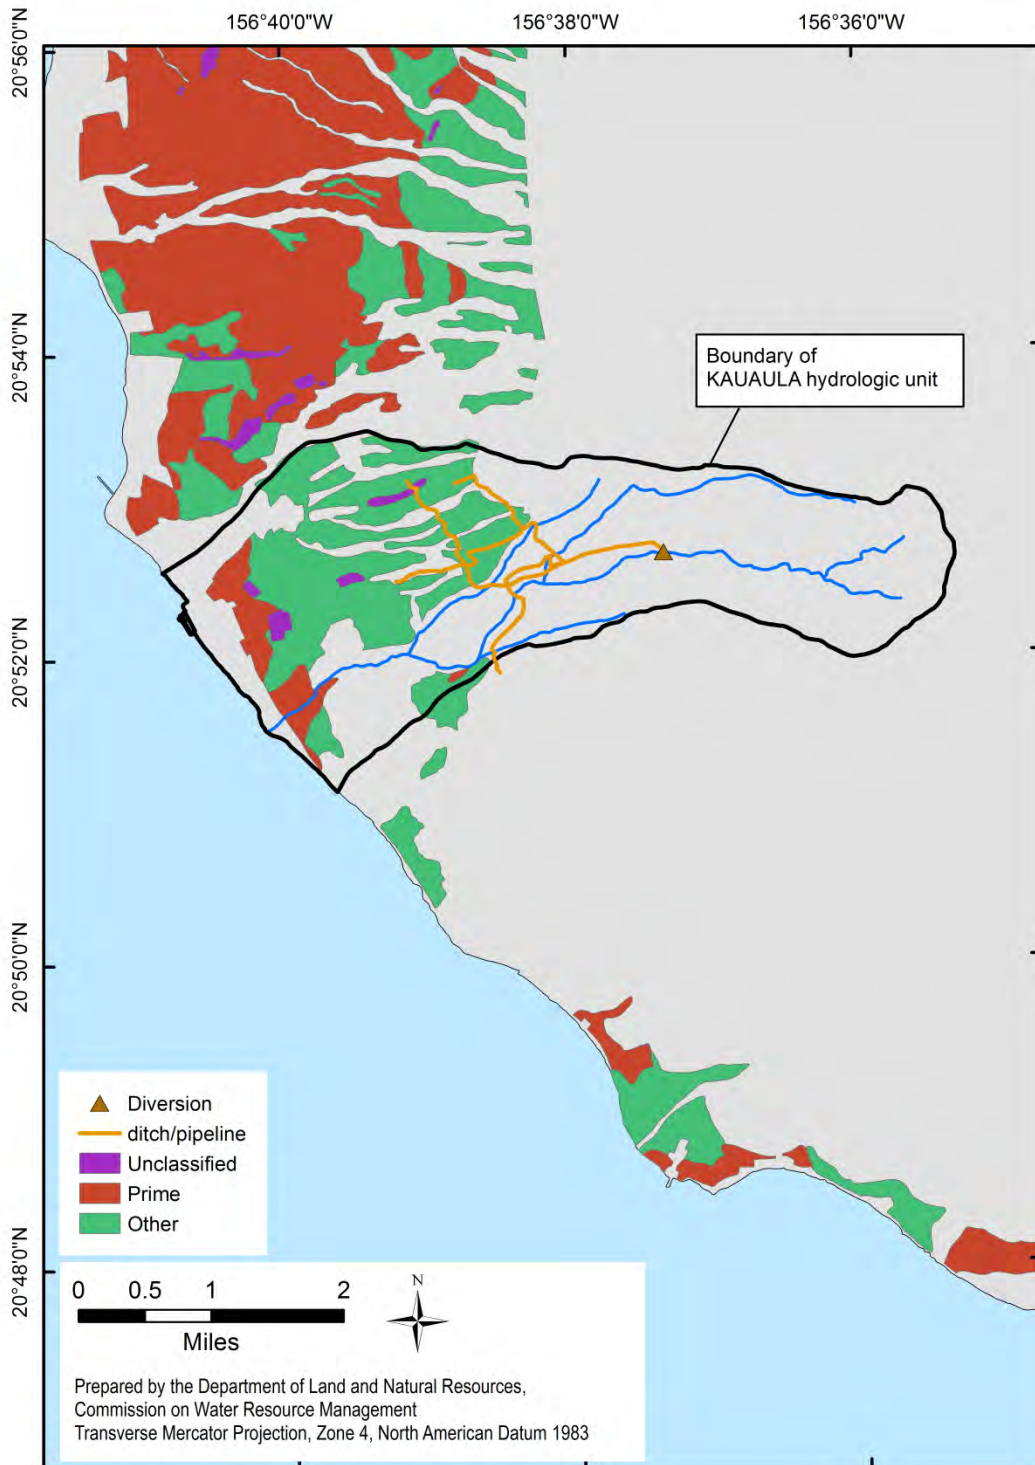 156°40'0"W
156°38'0"W
156°36'0"W
20°56'0"N
20°54'0"N
20°52'0"N
20°50'0"N
20°48'0"N
Boundary of
KAUAULA hydrologic unit
Diversion
ditch/pipeline
Unclassified
Prime
Other
0 0.5 1 2
Miles
N
Prepared by the Department of Land and Natural Resources,
Commission on Water Resource Management
Transverse Mercator Projection, Zone 4, North American Datum 1983